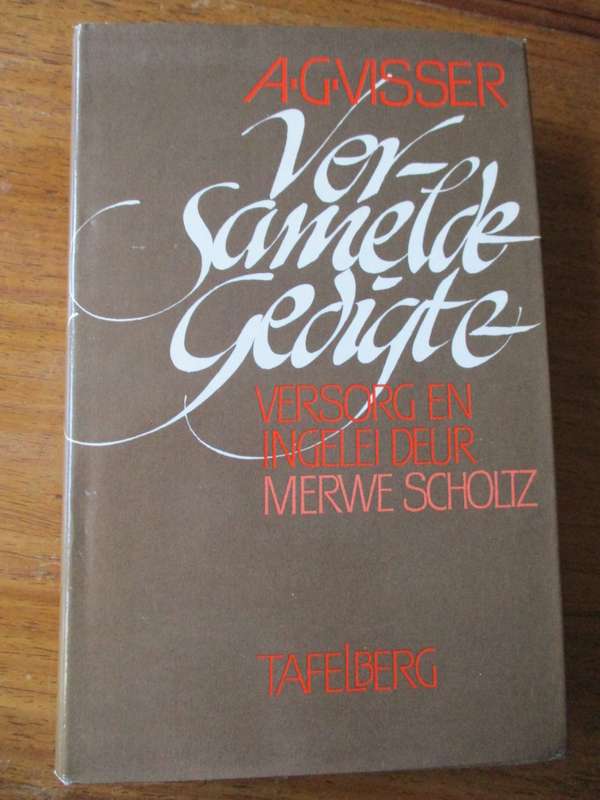 A·G·VISSER
Ver-
samelde
Gedigte
VERSORG EN
INGELEI DEUR
MERWE SCHOLTZ
TAFELBERG